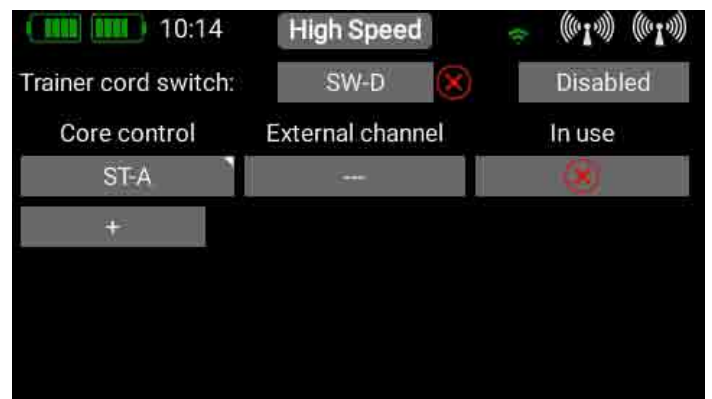 10:14 High Speed
Trainer cord switch: SW-D Disabled
Core control External channel In use
ST-A ---
+